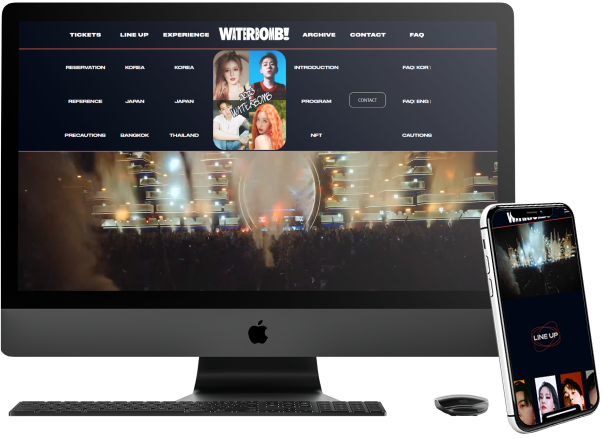 TICKETS LINE UP EXPERIENCE WATERBOMB! ARCHIVE CONTACT FAQ
RESERVATION KOREA KOREA INTRODUCTION FAQ( KOR )
REFERENCE JAPAN JAPAN WATERBOMB PROGRAM CONTACT FAQ( ENG )
PRECAUTIONS BANGKOK THAILAND NFT CAUTIONS
WATERBOMB
LINE UP